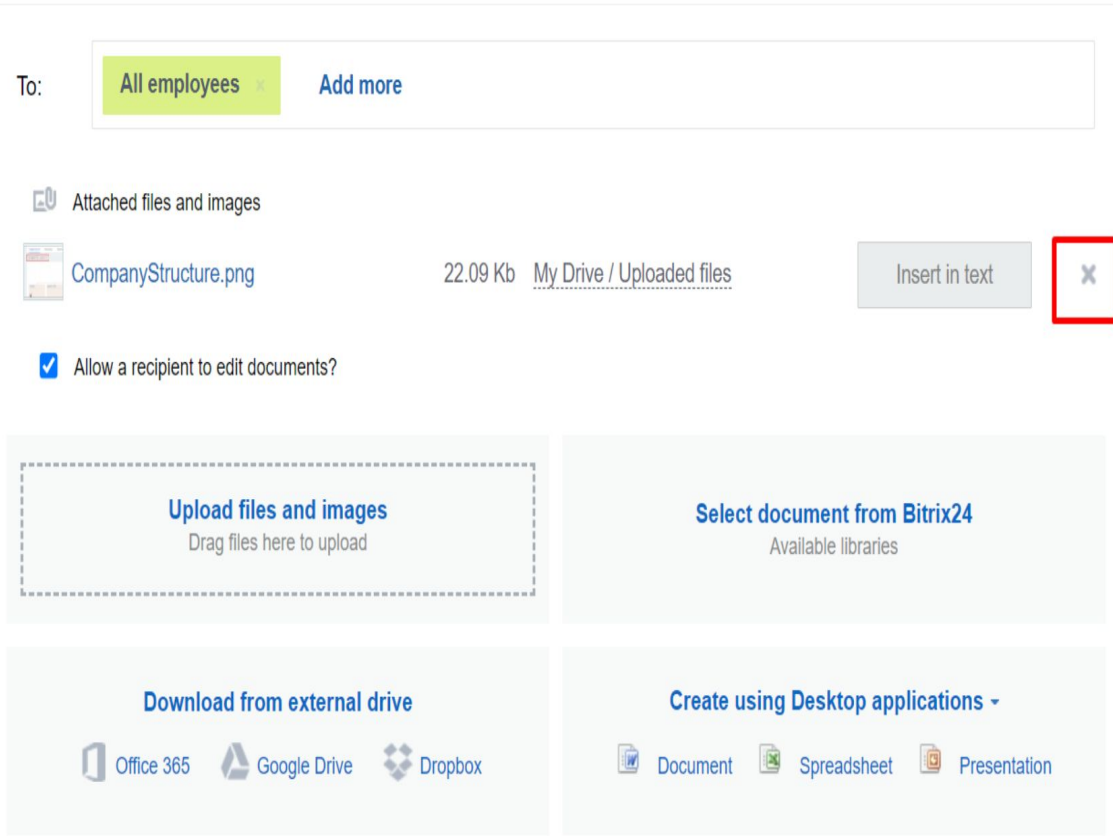 To: All employees × Add more
Attached files and images
CompanyStructure.png 22.09 Kb My Drive / Uploaded files Insert in text ×
Allow a recipient to edit documents?
Upload files and images
Drag files here to upload
Select document from Bitrix24
Available libraries
Download from external drive
Office 365 Google Drive Dropbox
Create using Desktop applications
Document Spreadsheet Presentation